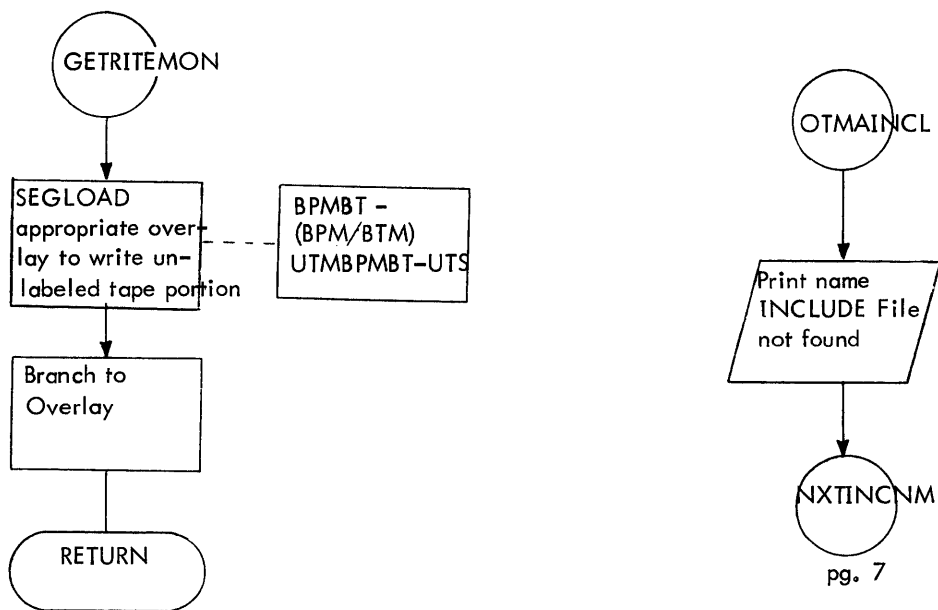 GETRITEMON
SEGLOAD
appropriate over-
lay to write un-
labeled tape portion
BPMBT -
(BPM/BTM)
UTMBPMBT-UTS
Branch to
Overlay
RETURN
OTMAINCL
Print name
INCLUDE File
not found
NXTINCNM
pg. 7